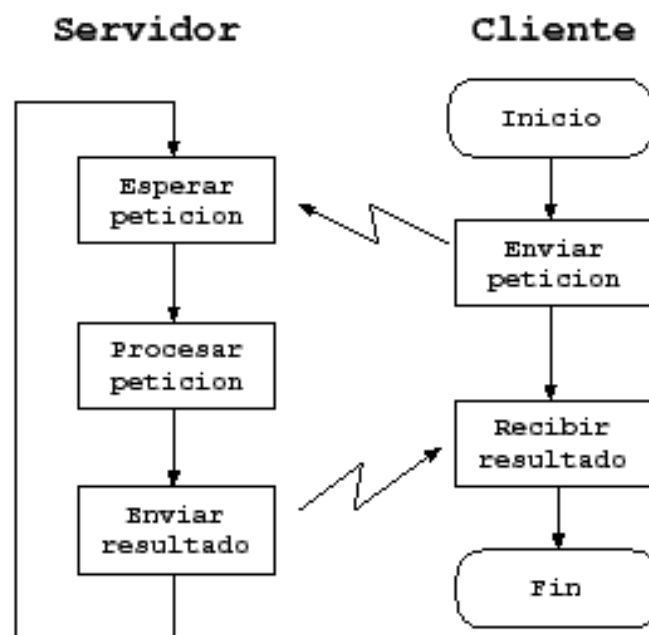 Servidor
Esperar
peticion
Procesar
peticion
Enviar
resultado
Cliente
Inicio
Enviar
peticion
Recibir
resultado
Fin